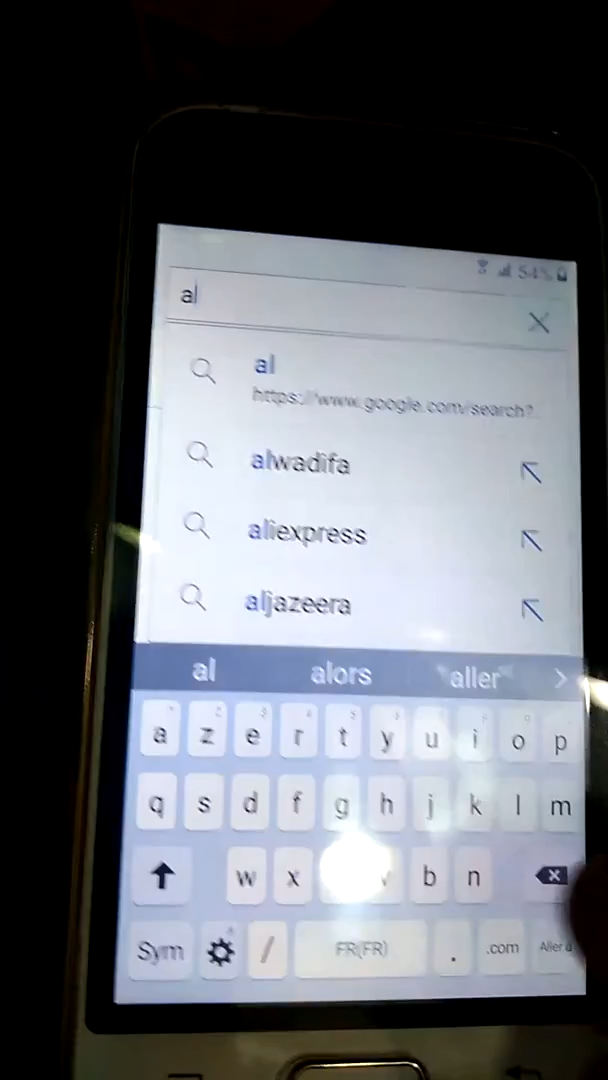 54%
al
al
https://www.google.com/search?
alwadifa
aliexpress
aljazeera
al alors aller
a z e r t y u i o p
q s d f g h j k l m
w x v b n
Sym / FR(FR) . .com Aller